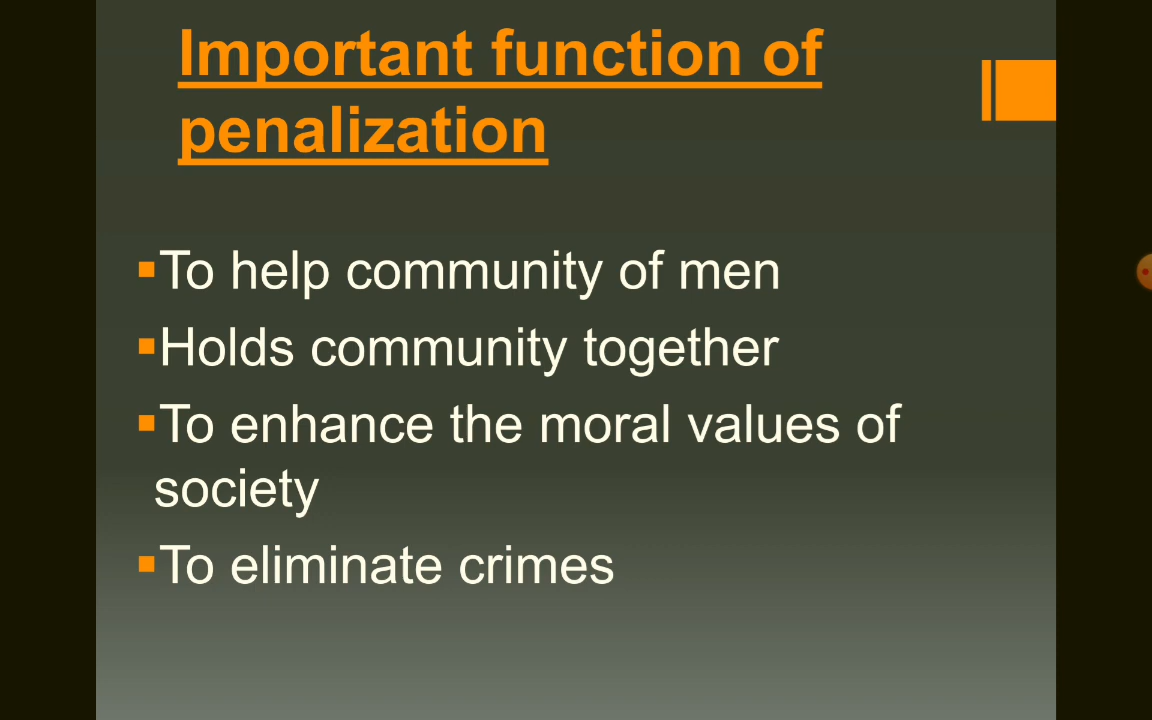 Important function of
penalization
▪To help community of men
▪Holds community together
▪To enhance the moral values of
society
▪To eliminate crimes